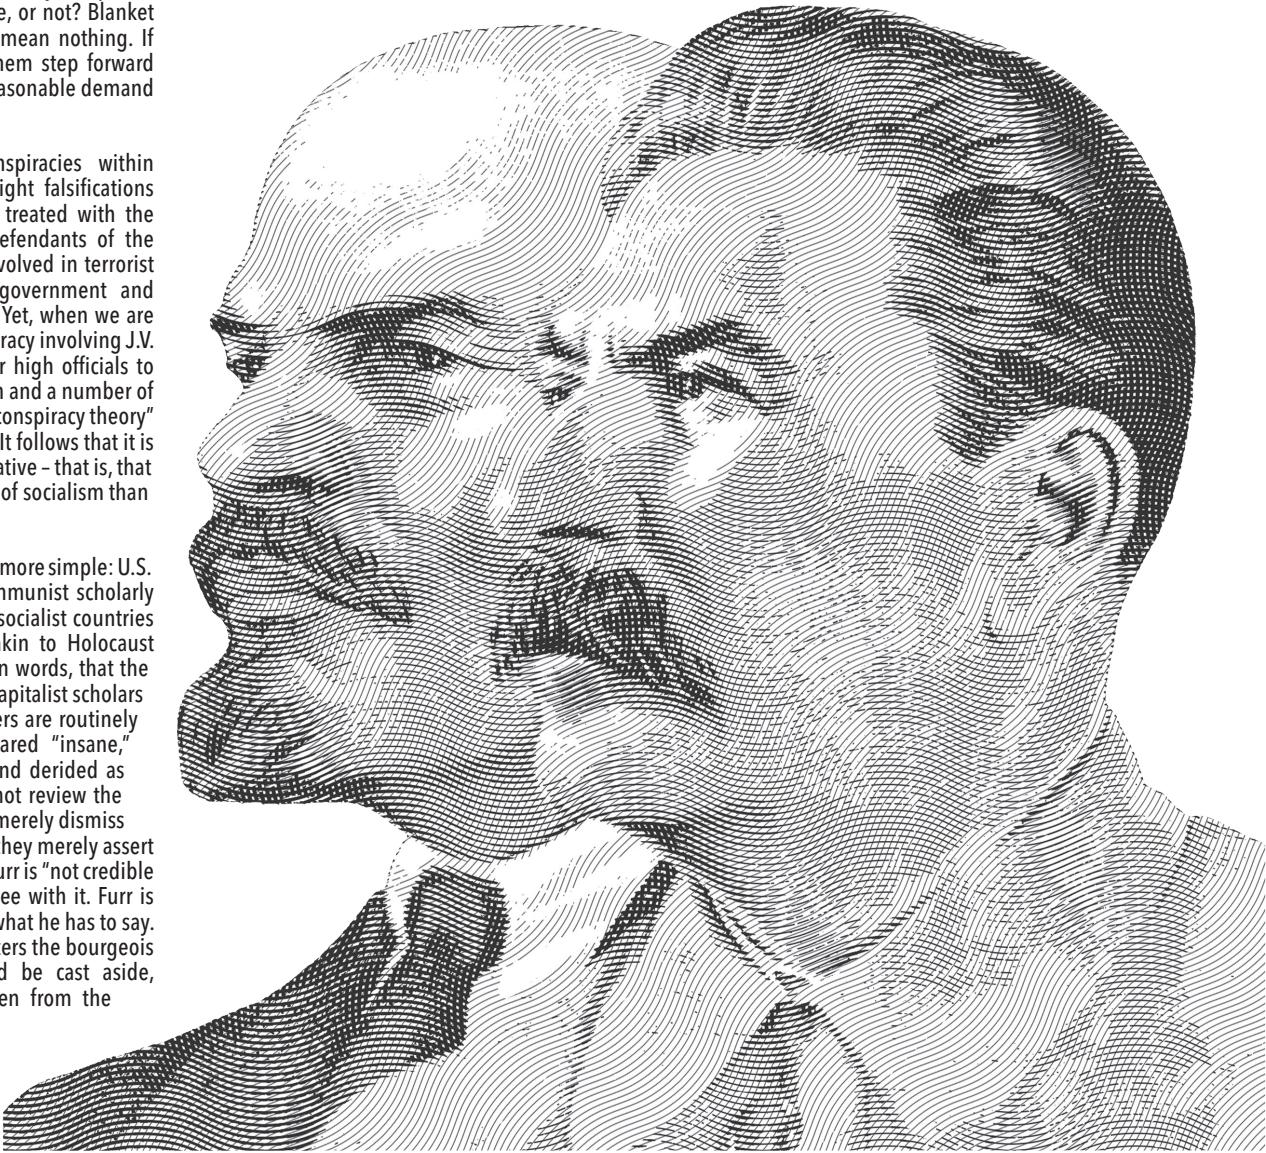 e, or not? Blanket
mean nothing. If
hem step forward
easonable demand
nspiracies within
ight falsifications
treated with the
efendants of the
volved in terrorist
government and
Yet, when we are
racy involving J.V.
r high officials to
n and a number of
conspiracy theory”
It follows that it is
ative – that is, that
of socialism than
more simple: U.S.
mmunist scholarly
socialist countries
kin to Holocaust
n words, that the
apitalist scholars
ers are routinely
ared “insane,”
nd derided as
not review the
merely dismiss
they merely assert
urr is “not credible
ee with it. Furr is
what he has to say.
ters the bourgeois
d be cast aside,
en from the